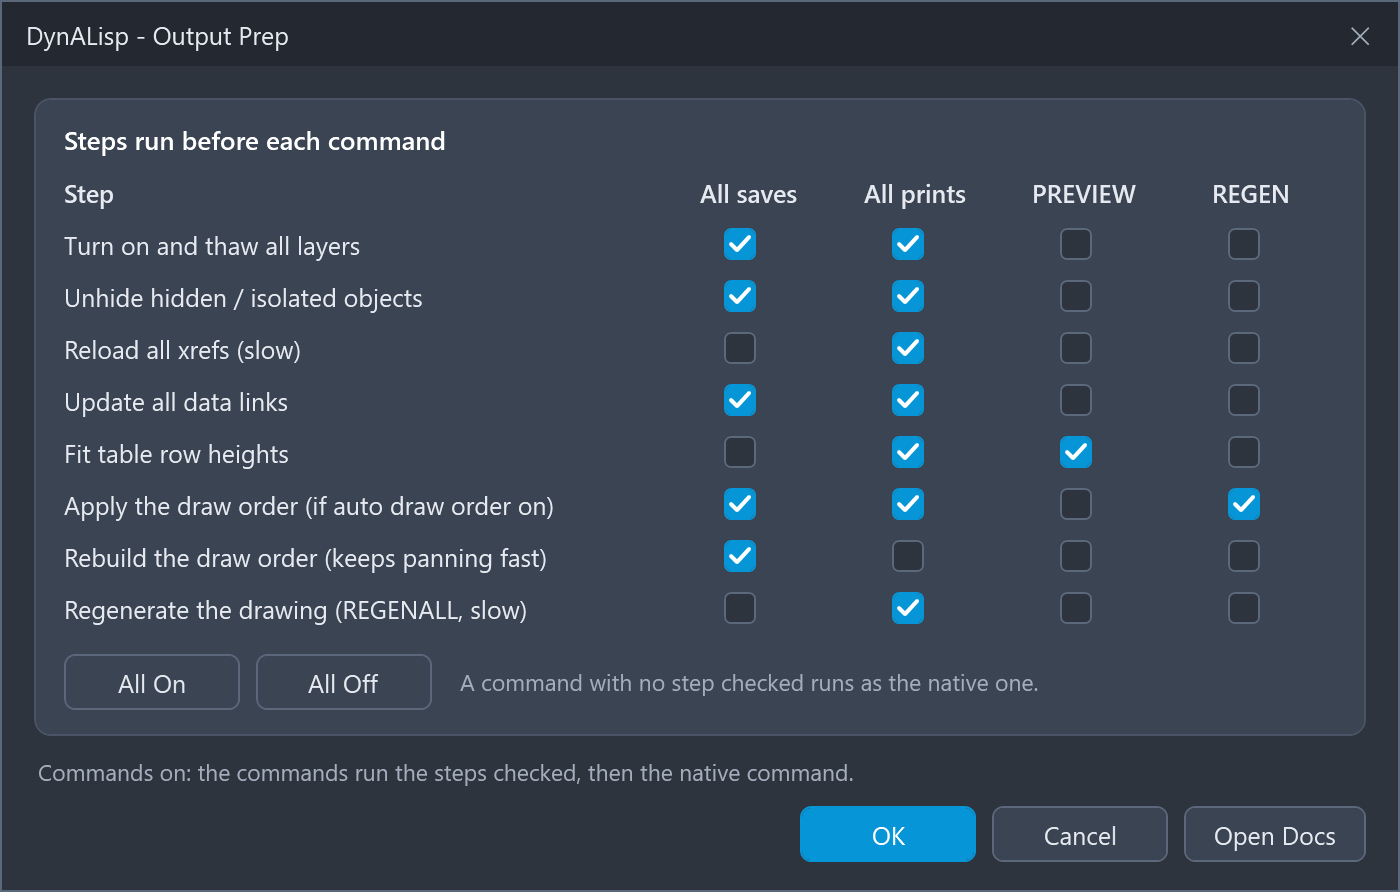 DynALisp - Output Prep
Steps run before each command
Step All saves All prints PREVIEW REGEN
Turn on and thaw all layers
Unhide hidden / isolated objects
Reload all xrefs (slow)
Update all data links
Fit table row heights
Apply the draw order (if auto draw order on)
Rebuild the draw order (keeps panning fast)
Regenerate the drawing (REGENALL, slow)
All On All Off A command with no step checked runs as the native one.
Commands on: the commands run the steps checked, then the native command.
OK Cancel Open Docs